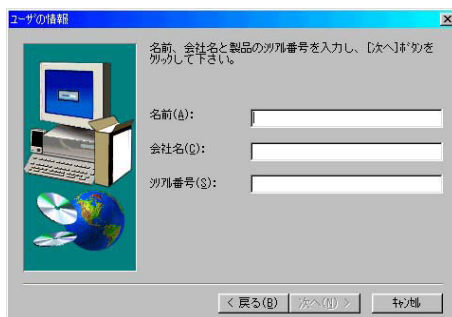 ユーザの情報
名前、会社名と製品のｼﾘｱﾙ番号を入力し、[次へ]ﾎﾞﾀﾝを
ｸﾘｯｸして下さい。
名前(A):
会社名(C):
ｼﾘｱﾙ番号(S):
< 戻る(B)
次へ(N) >
ｷｬﾝｾﾙ